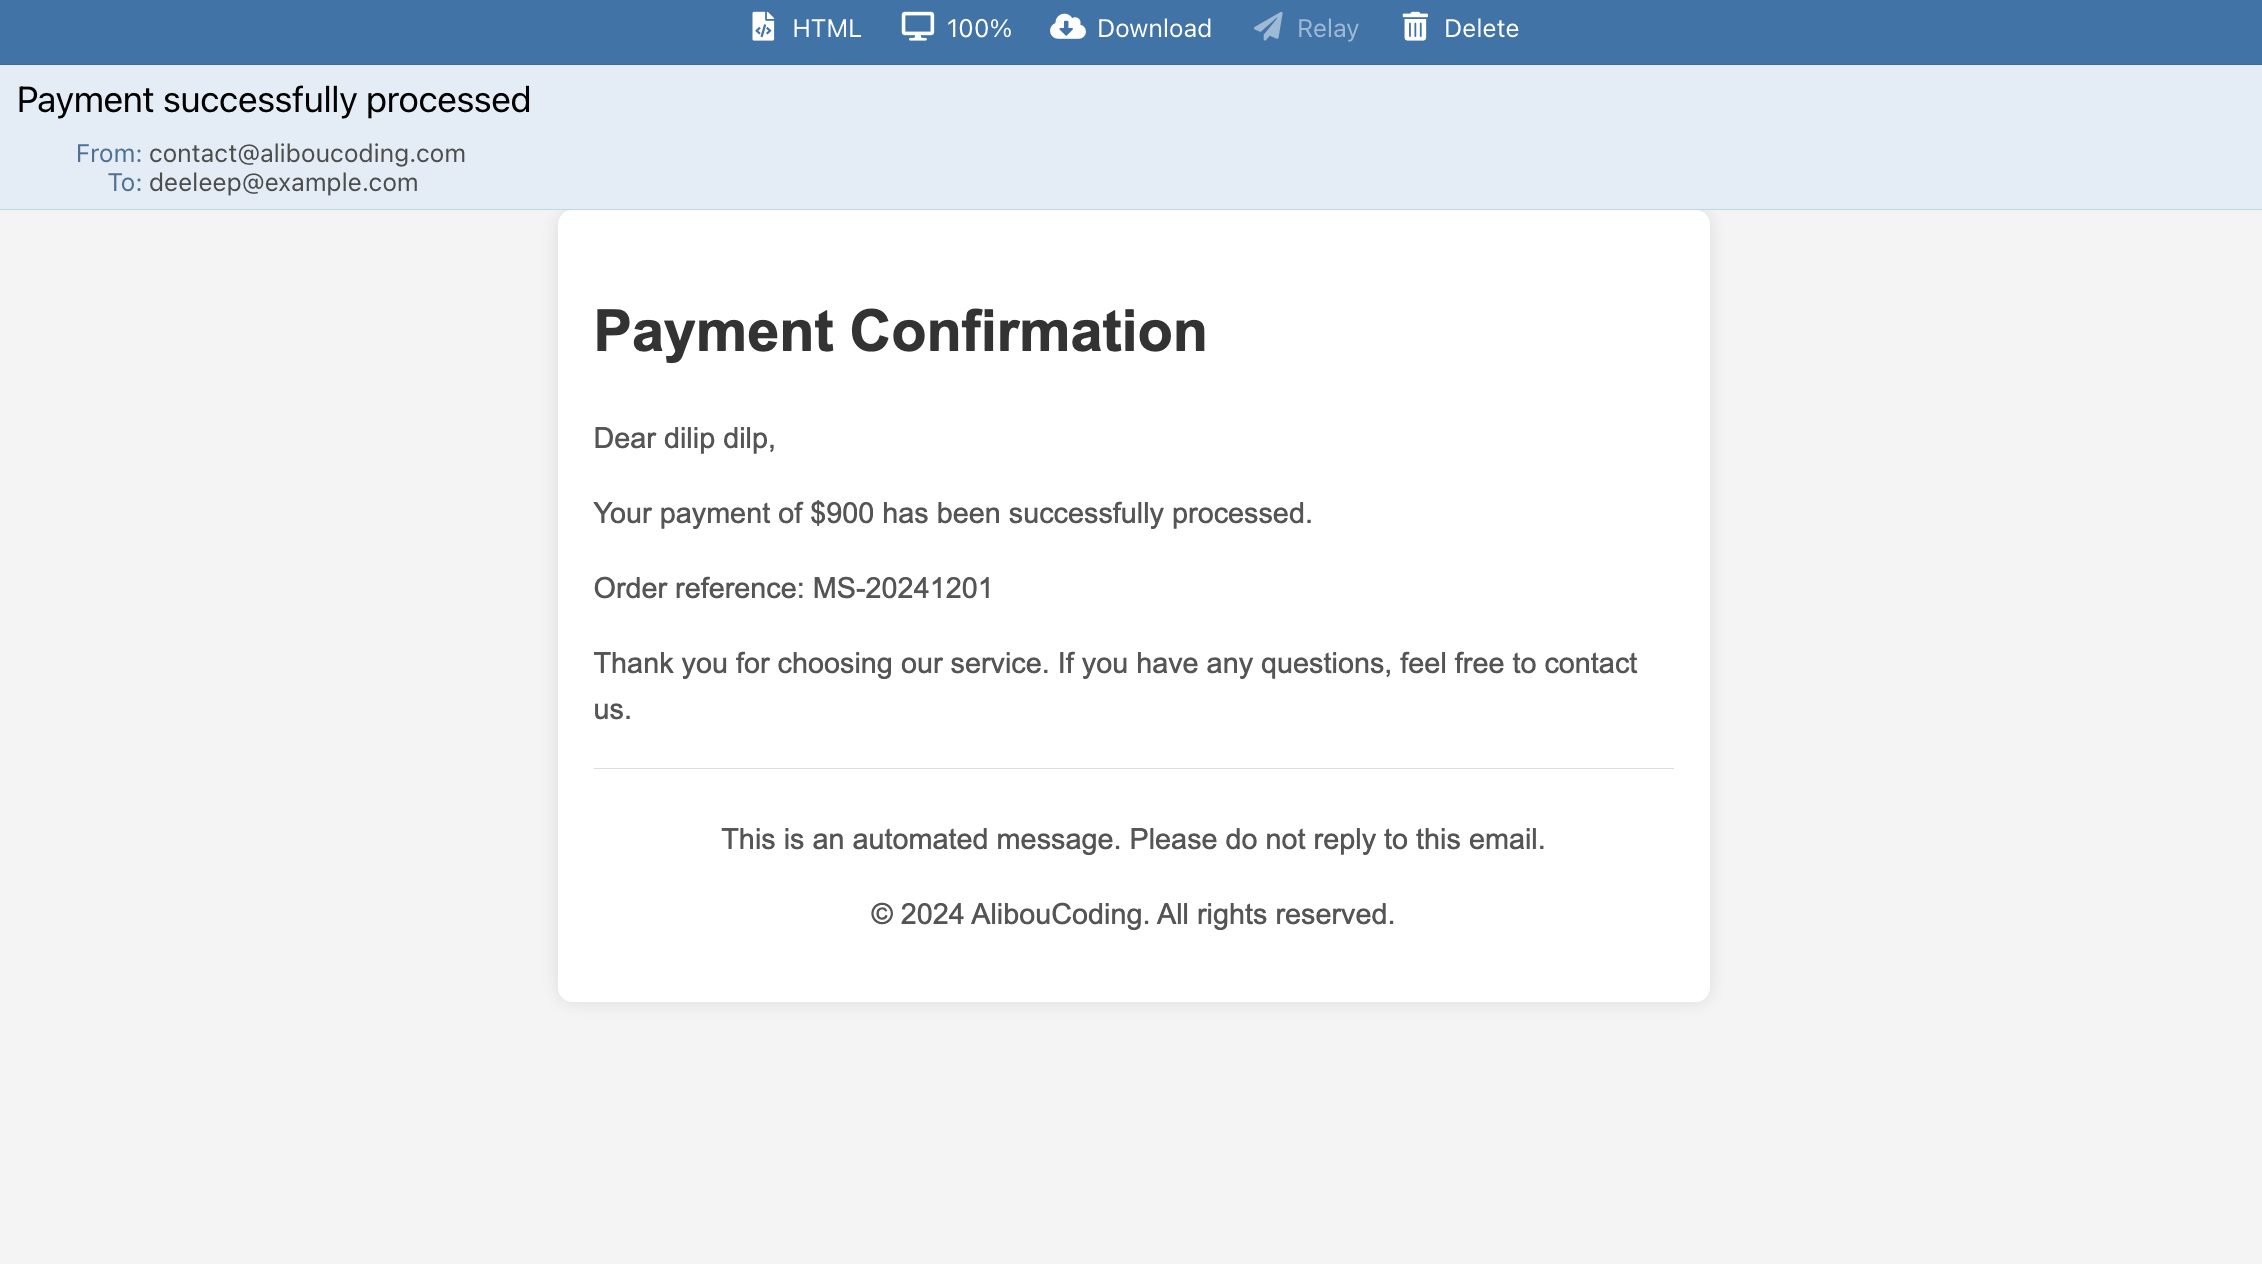 HTML 100% Download Relay Delete
Payment successfully processed
From: contact@aliboucoding.com
To: deeleep@example.com
Payment Confirmation
Dear dilip dilp,
Your payment of $900 has been successfully processed.
Order reference: MS-20241201
Thank you for choosing our service. If you have any questions, feel free to contact
us.
This is an automated message. Please do not reply to this email.
© 2024 AlibouCoding. All rights reserved.